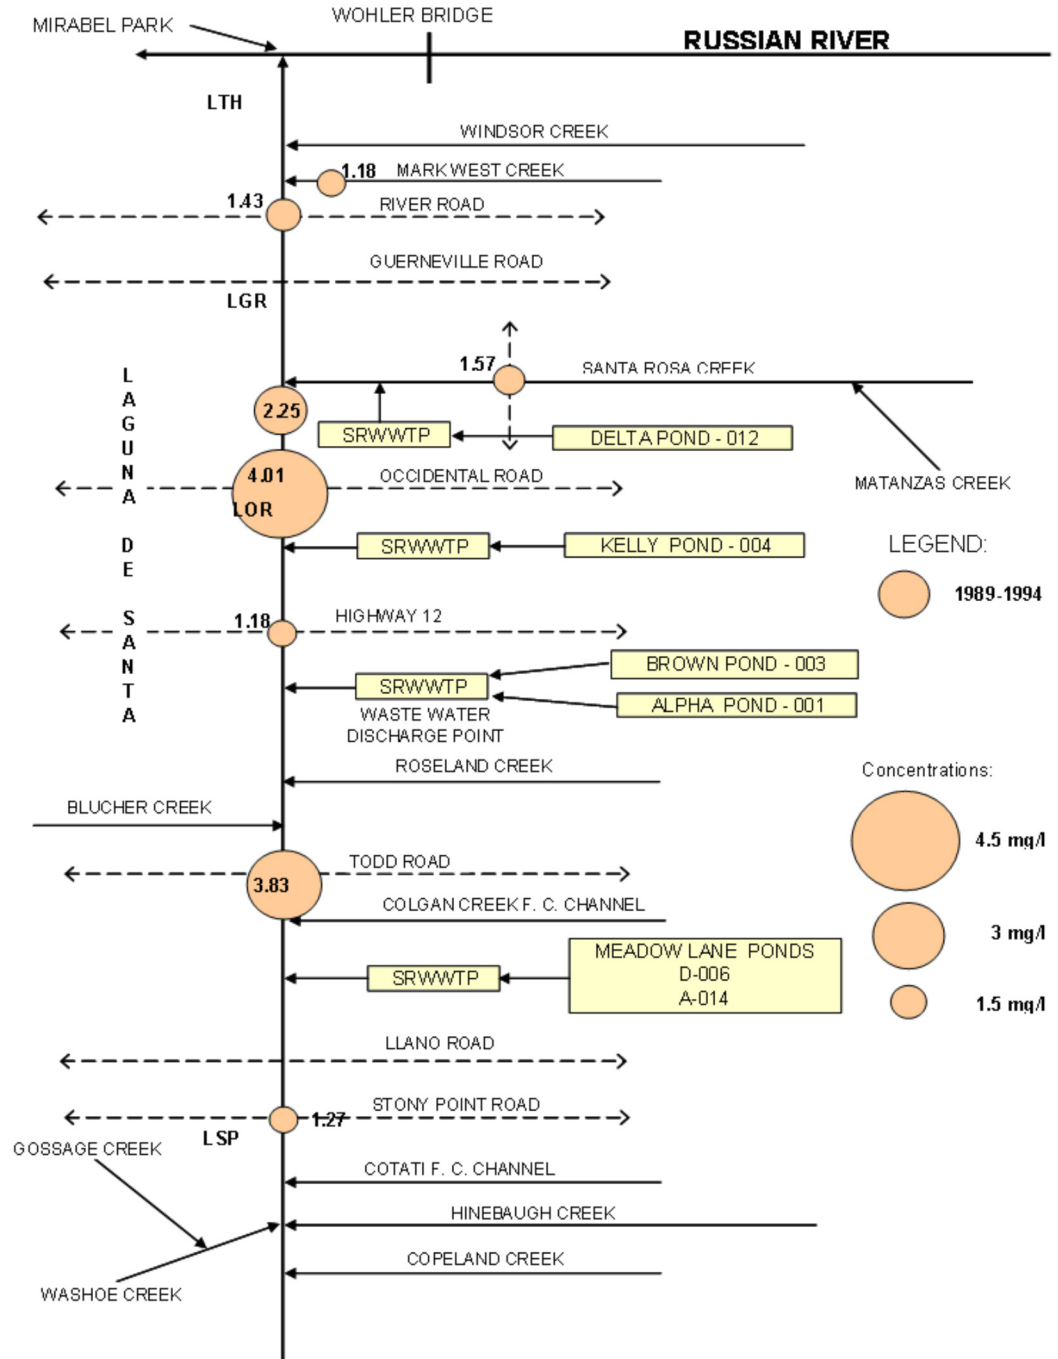 MIRABEL PARK
WOHLER BRIDGE
RUSSIAN RIVER
LTH
WINDSOR CREEK
1.18
MARK WEST CREEK
1.43
RIVER ROAD
GUERNEVILLE ROAD
LGR
1.57
SANTA ROSA CREEK
2.25
SRWWTP
DELTA POND - 012
LAGUNA DE SANTA
4.01
LOR
OCCIDENTAL ROAD
MATANZAS CREEK
SRWWTP
KELLY POND - 004
LEGEND:
1989-1994
1.18
HIGHWAY 12
SRWWTP
BROWN POND - 003
ALPHA POND - 001
WASTE WATER
DISCHARGE POINT
ROSELAND CREEK
Concentrations:
BLUCHER CREEK
4.5 mg/l
TODD ROAD
3.83
COLGAN CREEK F. C. CHANNEL
3 mg/l
SRWWTP
MEADOW LANE PONDS
D-006
A-014
1.5 mg/l
LLANO ROAD
STONY POINT ROAD
1.27
LSP
GOSSAGE CREEK
COTATI F. C. CHANNEL
HINEBAUGH CREEK
COPELAND CREEK
WASHOE CREEK